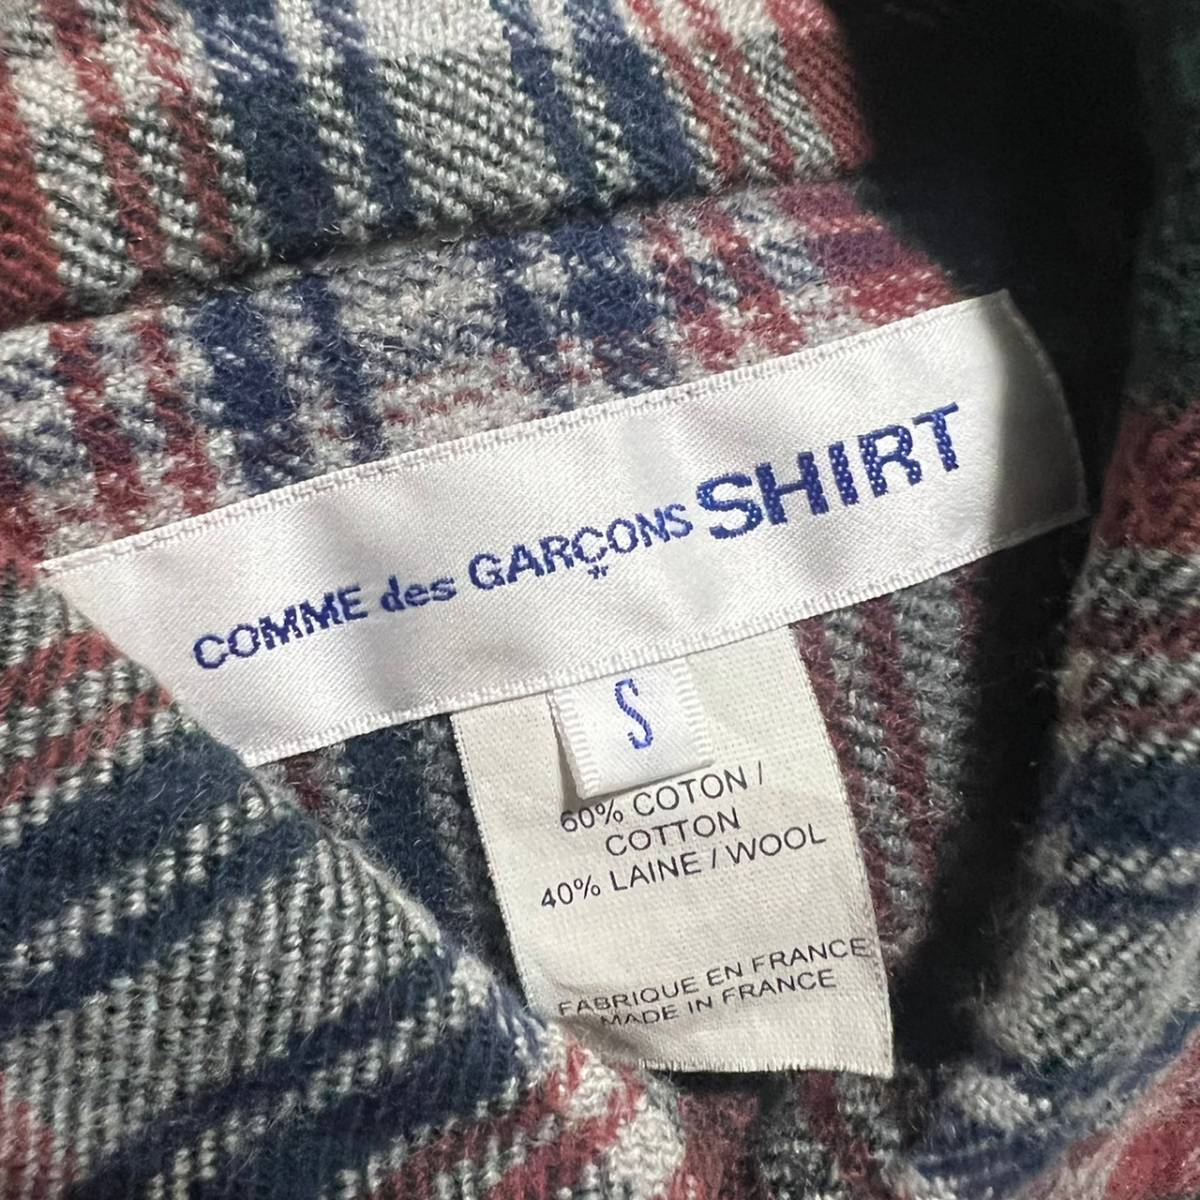 COMME des GARÇONS SHIRT
S
60% COTON /
COTTON
40% LAINE / WOOL
FABRIQUE EN FRANCE
MADE IN FRANCE